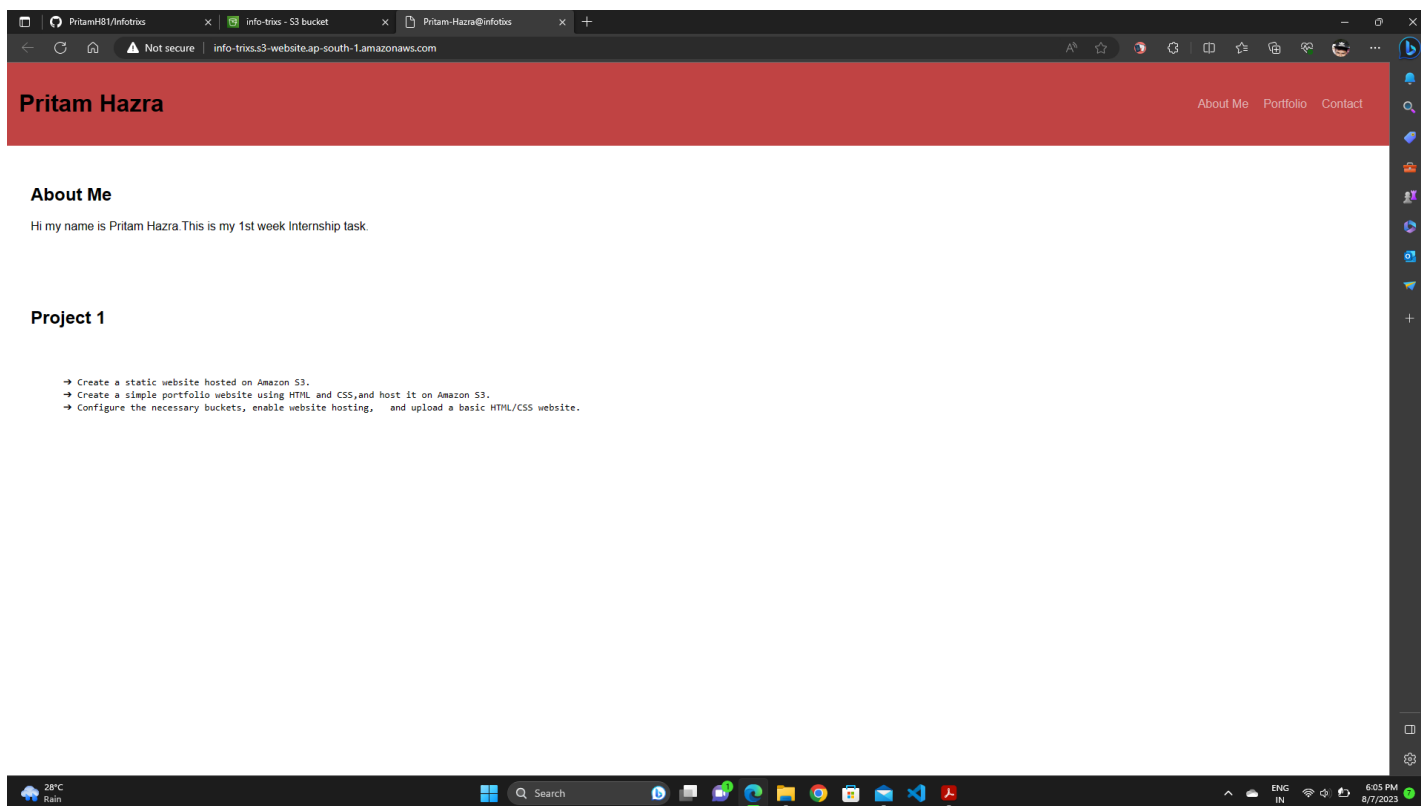 PritamH81/Infotrixs
info-trixs - S3 bucket
Pritam-Hazra@infotixs
Not secure
info-trixs.s3-website.ap-south-1.amazonaws.com
Pritam Hazra
About Me Portfolio Contact
About Me
Hi my name is Pritam Hazra.This is my 1st week Internship task.
Project 1
➔ Create a static website hosted on Amazon S3.
➔ Create a simple portfolio website using HTML and CSS,and host it on Amazon S3.
➔ Configure the necessary buckets, enable website hosting,   and upload a basic HTML/CSS website.
28°C
Rain
Search
ENG
IN
6:05 PM
8/7/2023